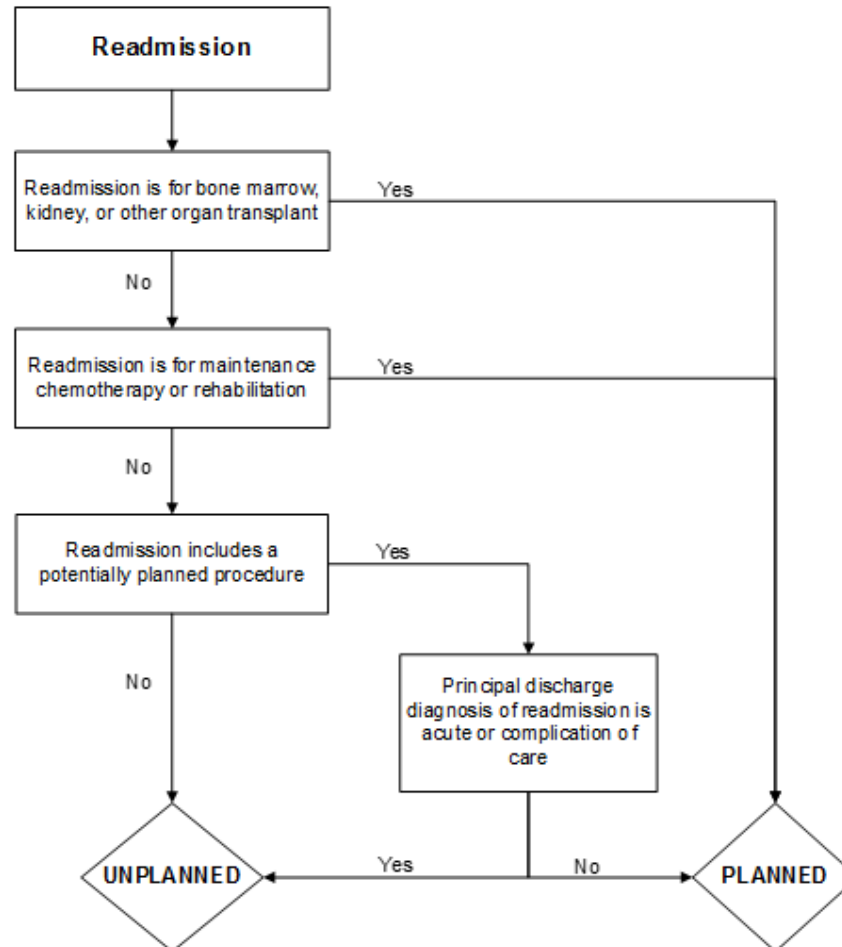 Readmission
Readmission is for bone marrow,
kidney, or other organ transplant
Yes
No
Readmission is for maintenance
chemotherapy or rehabilitation
Yes
No
Readmission includes a
potentially planned procedure
Yes
No
Principal discharge
diagnosis of readmission is
acute or complication of
care
UNPLANNED
Yes
No
PLANNED